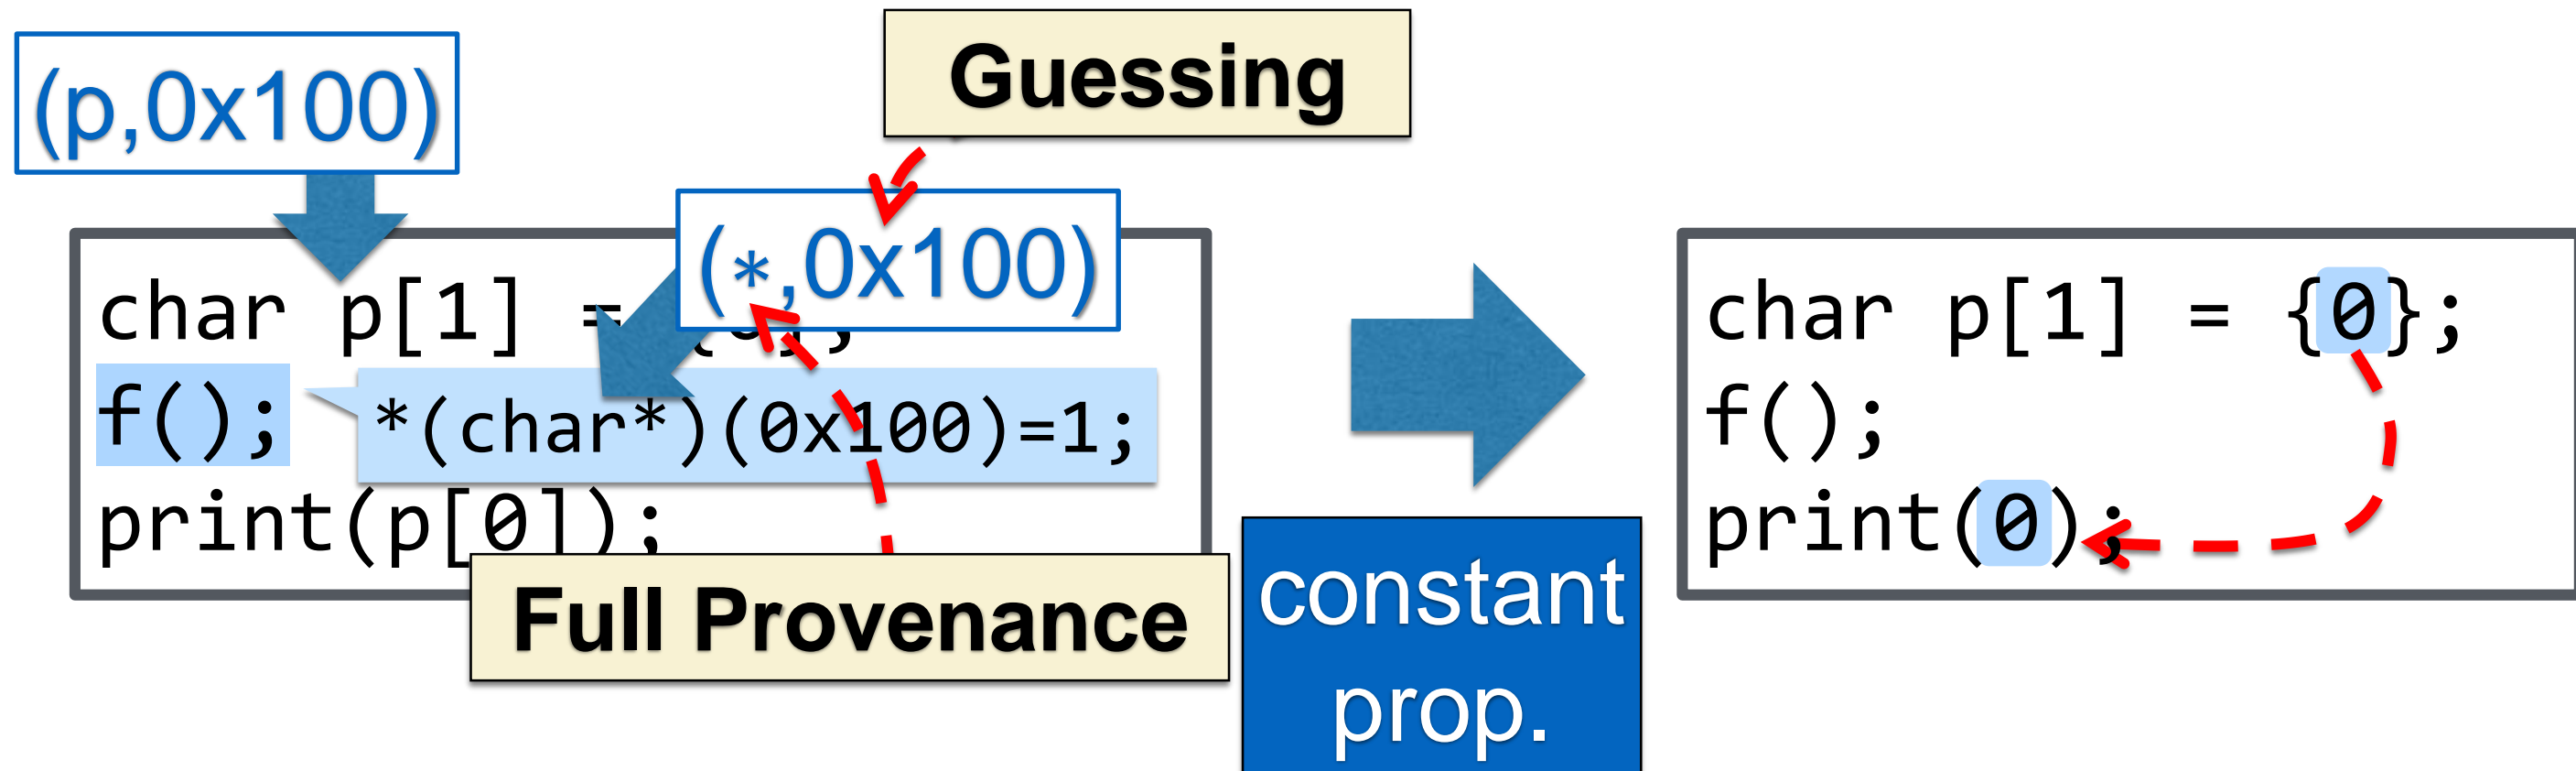 (p,0x100)
Guessing
(*,0x100)
char p[1] =
f();
*(char*)(0x100)=1;
print(p[0]);
Full Provenance
constant
prop.
char p[1] = {0};
f();
print(0);